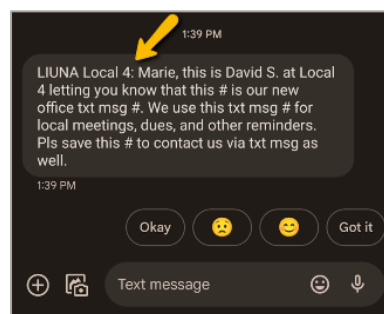 1:39 PM
LIUNA Local 4: Marie, this is David S. at Local
4 letting you know that this # is our new
office txt msg #. We use this txt msg # for
local meetings, dues, and other reminders.
Pls save this # to contact us via txt msg as
well.
1:39 PM
Okay 😟 😊 Got it
Text message